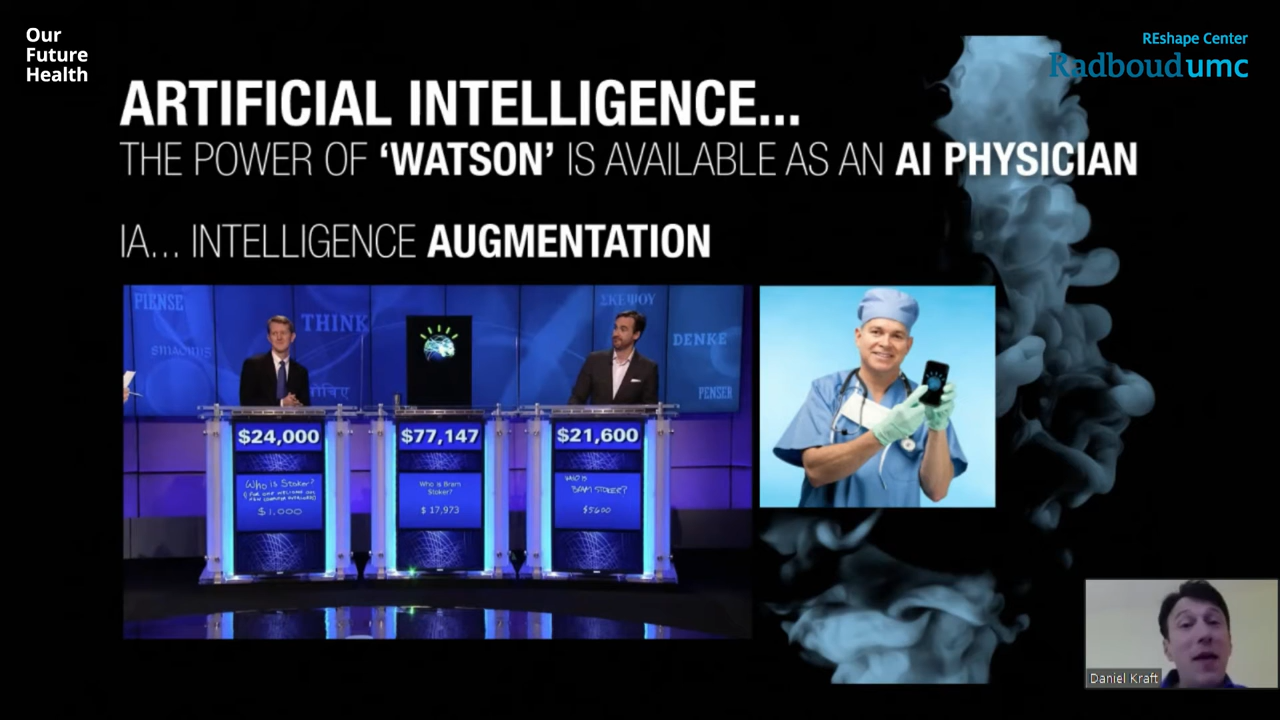 Our
Future
Health
REshape Center
Radboudumc
ARTIFICIAL INTELLIGENCE...
THE POWER OF ‘WATSON’ IS AVAILABLE AS AN AI PHYSICIAN
IA... INTELLIGENCE AUGMENTATION
PIENSE
THINK
ΣΚΕΨΟΥ
DENKE
PENSER
$24,000
$77,147
$21,600
Who is Stoker?
$1,000
Who is Bram
Stoker?
$ 17,973
WHO IS
BRAM STOKER?
$5600
Daniel Kraft